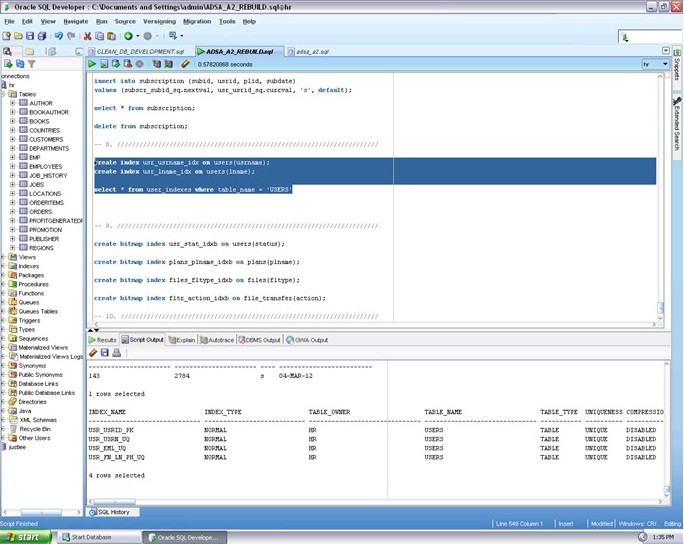 Oracle SQL Developer : C:\Documents and Settings\admin\ADSA_A2_REBUILD.sql@hr
File Edit View Navigate Run Source Versioning Migration Tools Help
CLEAN_DB_DEVELOPMENT.sql ADSA_A2_REBUILD.sql adsa_a2.sql
0.57820868 seconds
hr
onnections
hr
Tables
AUTHOR
BOOKAUTHOR
BOOKS
COUNTRIES
CUSTOMERS
DEPARTMENTS
EMP
EMPLOYEES
JOB_HISTORY
JOBS
LOCATIONS
ORDERITEMS
ORDERS
PROFITGENERATEDP
PROMOTION
PUBLISHER
REGIONS
Views
Indexes
Packages
Procedures
Functions
Queues
Queues Tables
Triggers
Types
Sequences
Materialized Views
Materialized Views Logs
Synonyms
Public Synonyms
Database Links
Public Database Links
Directories
Java
XML Schemas
Recycle Bin
Other Users
justlee
insert into subscription (subid, usrid, plid, subdate)
values (subscr_subid_sq.nextval, usr_usrid_sq.currval, 's', default);
select * from subscription;
delete from subscription;
-- 8. ////////////////////////////////////////////////////////////////
create index usr_usrname_idx on users(usrname);
create index usr_lname_idx on users(lname);
select * from user_indexes where table_name = 'USERS'
-- 9. ////////////////////////////////////////////////////////////////
create bitmap index usr_stat_idxb on users(status);
create bitmap index plans_plname_idxb on plans(plname);
create bitmap index files_fltype_idxb on files(fltype);
create bitmap index fltr_action_idxb on file_transfer(action);
-- 10. ////////////////////////////////////////////////////////////////
Snippets
Extended Search
Results Script Output Explain Autotrace DBMS Output OWA Output
143 2784 s 04-MAR-12
1 rows selected
INDEX_NAME INDEX_TYPE TABLE_OWNER TABLE_NAME TABLE_TYPE UNIQUENESS COMPRESSIO
USR_USRID_PK NORMAL HR USERS TABLE UNIQUE DISABLED
USR_USRN_UQ NORMAL HR USERS TABLE UNIQUE DISABLED
USR_EML_UQ NORMAL HR USERS TABLE UNIQUE DISABLED
USR_FN_LN_PH_UQ NORMAL HR USERS TABLE UNIQUE DISABLED
4 rows selected
SQL History
Script Finished
Line 549 Column 1 Insert Modified Windows: CR/... Editing
start Start Database Oracle SQL Develope... 1:35 PM